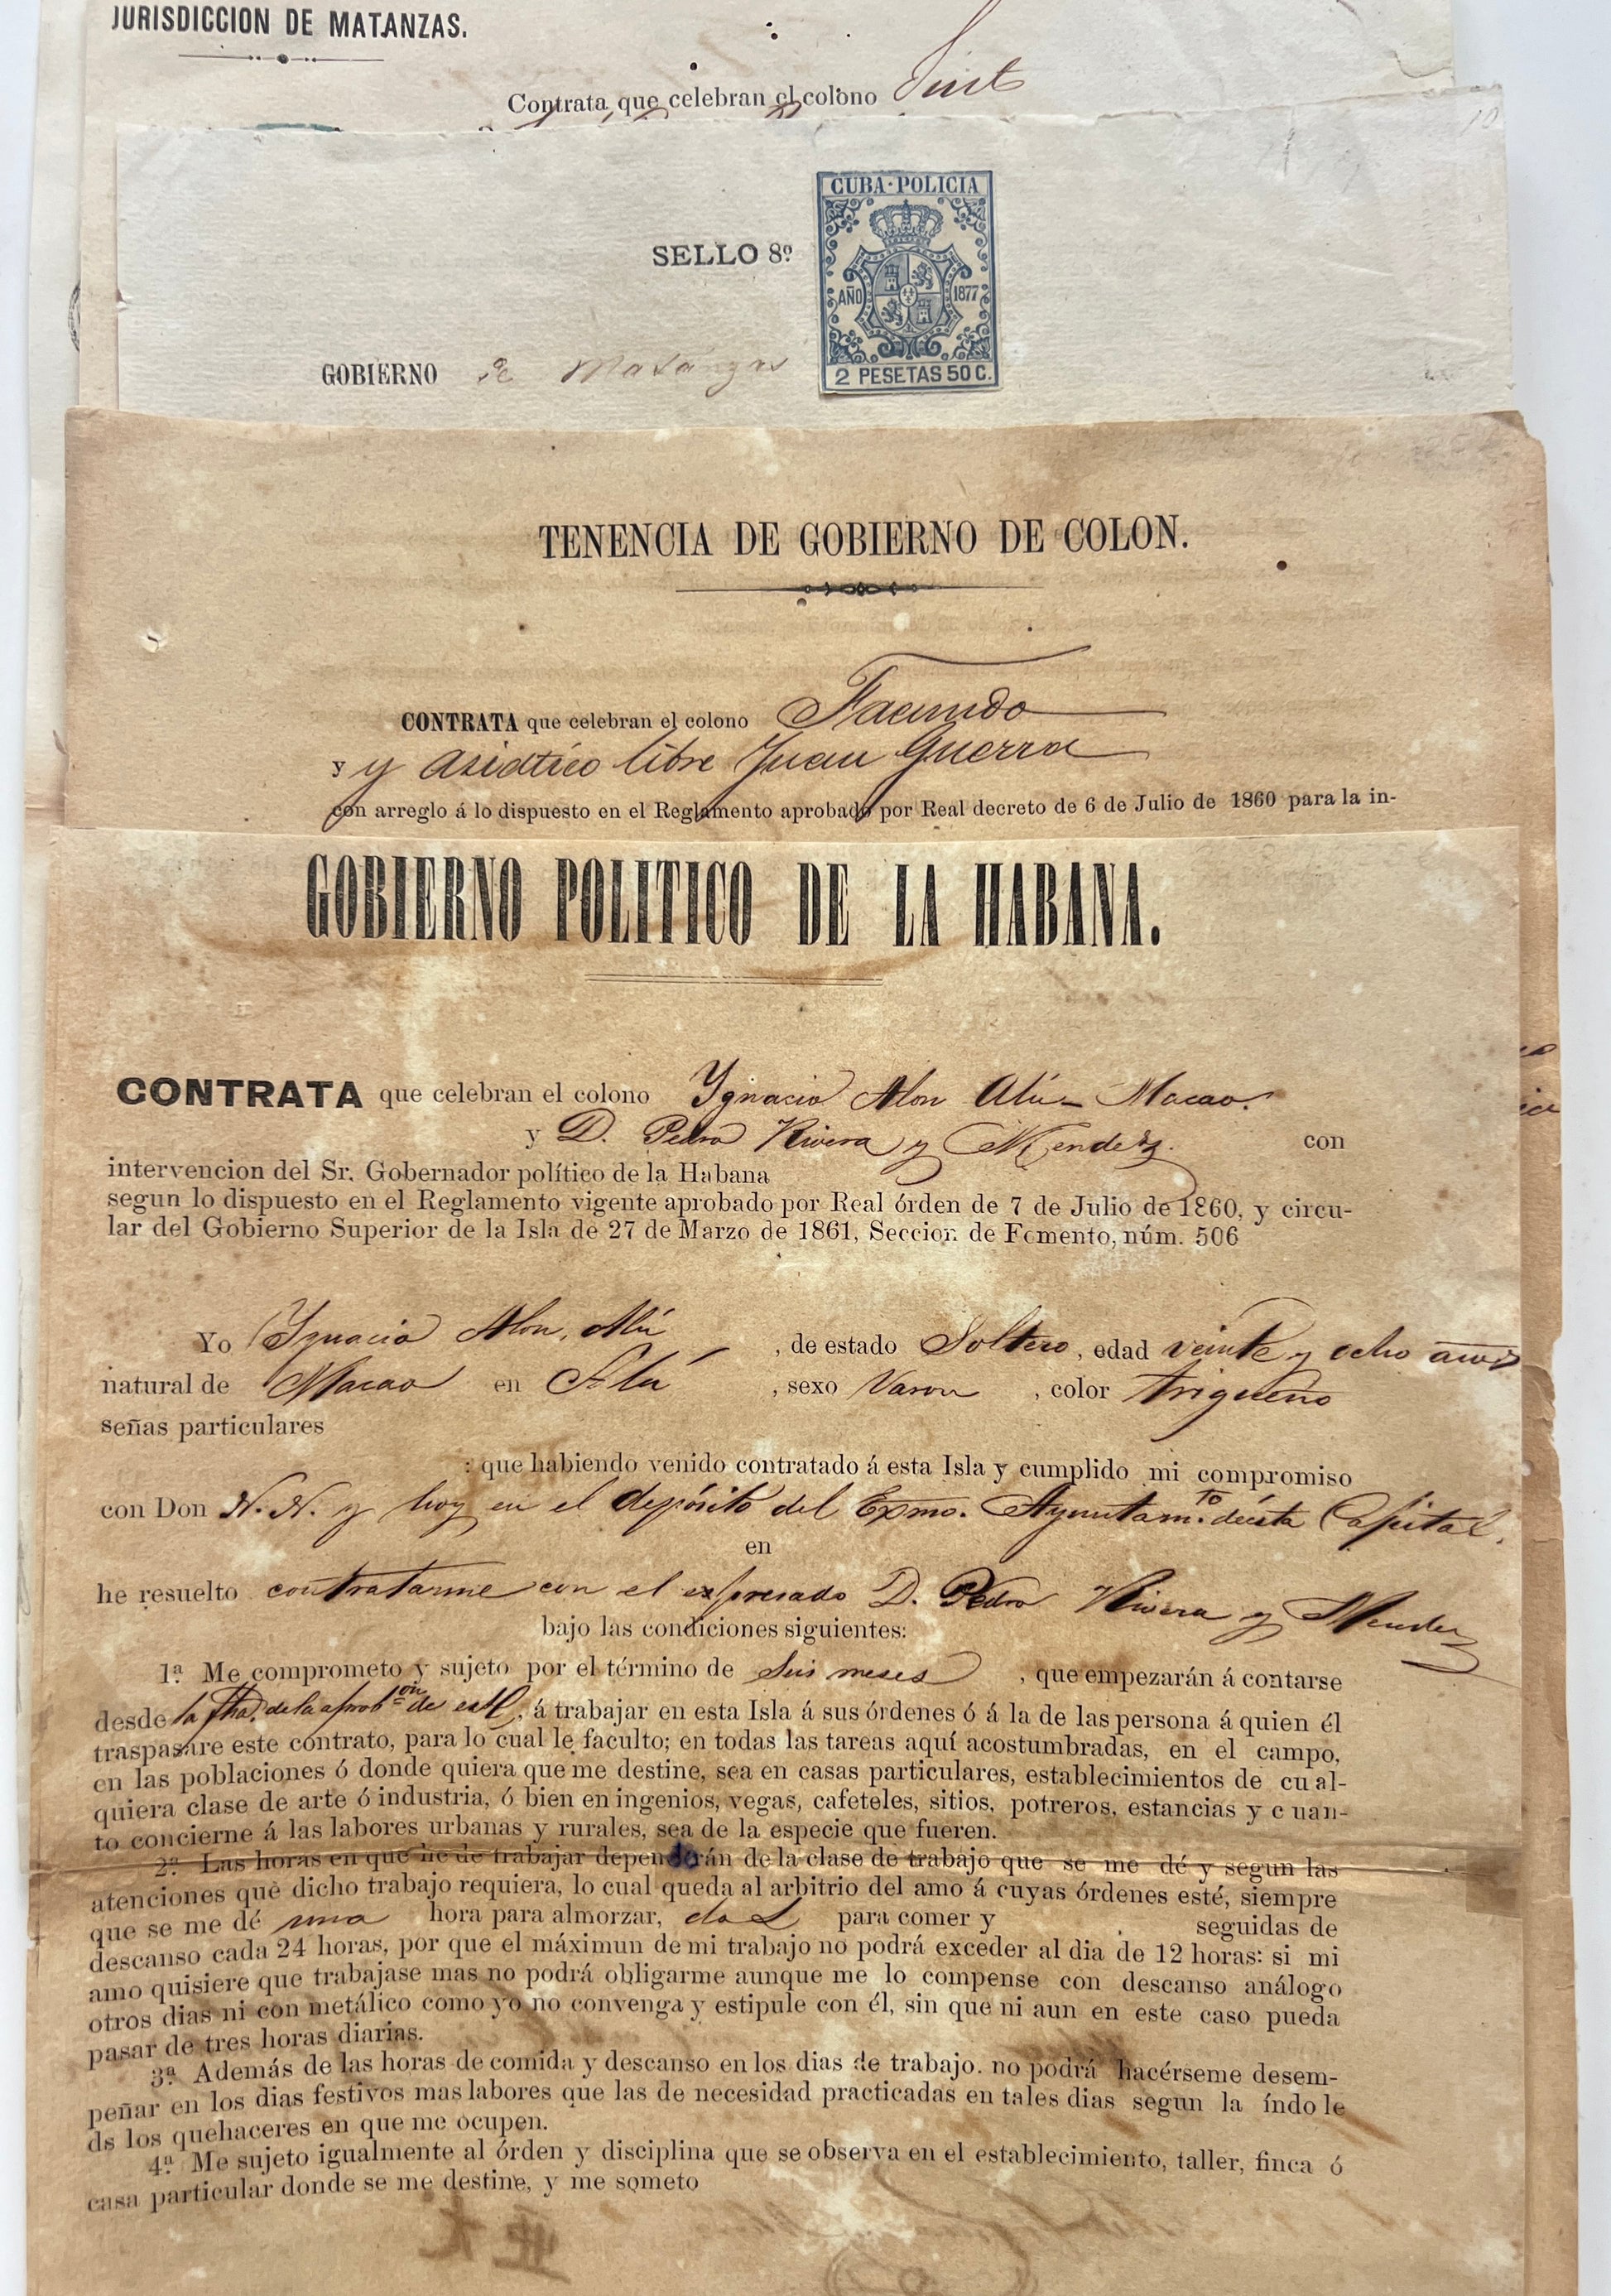 JURISDICCION DE MATANZAS.
Contrata que celebran el colono
CUBA·POLICIA
SELLO 8º
AÑO 1877
2 PESETAS 50 C.
GOBIERNO de Matanzas
TENENCIA DE GOBIERNO DE COLON.
CONTRATA que celebran el colono Facundo
y y asiatico libre Juan Guerra
con arreglo á lo dispuesto en el Reglamento aprobado por Real decreto de 6 de Julio de 1860 para la in-
GOBIERNO POLITICO DE LA HABANA.
CONTRATA que celebran el colono Ygnacio Alon Alú - Macao.
y D. Pedro Rivera y Mendez. con
intervencion del Sr. Gobernador político de la Habana
segun lo dispuesto en el Reglamento vigente aprobado por Real órden de 7 de Julio de 1860, y circu-
lar del Gobierno Superior de la Isla de 27 de Marzo de 1861, Seccion de Fomento, núm. 506
Yo Ygnacio Alon, Alú , de estado Soltero, edad veinte y ocho años
natural de Macao en Alú , sexo Varon , color trigueño
señas particulares
: que habiendo venido contratado á esta Isla y cumplido mi compromiso
con Don N. N. y hoy en el depósito del Exmo. Ayuntam.to de ésta Capital.
en
he resuelto contratarme con el expresado D. Pedro Rivera y Mendez
bajo las condiciones siguientes:
1ª Me comprometo y sujeto por el término de Seis meses , que empezarán á contarse
desde la fha. de la aprob.on de esta, á trabajar en esta Isla á sus órdenes ó á la de las persona á quien él
traspasare este contrato, para lo cual le faculto; en todas las tareas aquí acostumbradas, en el campo,
en las poblaciones ó donde quiera que me destine, sea en casas particulares, establecimientos de cual-
quiera clase de arte ó industria, ó bien en ingenios, vegas, cafeteles, sitios, potreros, estancias y cuan-
to concierne á las labores urbanas y rurales, sea de la especie que fueren.
2ª Las horas en que he de trabajar dependerán de la clase de trabajo que se me dé y segun las
atenciones que dicho trabajo requiera, lo cual queda al arbitrio del amo á cuyas órdenes esté, siempre
que se me dé una hora para almorzar, dos para comer y seguidas de
descanso cada 24 horas, por que el máximun de mi trabajo no podrá exceder al dia de 12 horas: si mi
amo quisiere que trabajase mas no podrá obligarme aunque me lo compense con descanso análogo
otros dias ni con metálico como yo no convenga y estipule con él, sin que ni aun en este caso pueda
pasar de tres horas diarias.
3ª Además de las horas de comida y descanso en los dias de trabajo. no podrá hacérseme desem-
peñar en los dias festivos mas labores que las de necesidad practicadas en tales dias segun la índole
ds los quehaceres en que me ocupen.
4ª Me sujeto igualmente al órden y disciplina que se observa en el establecimiento, taller, finca ó
casa particular donde se me destine, y me someto